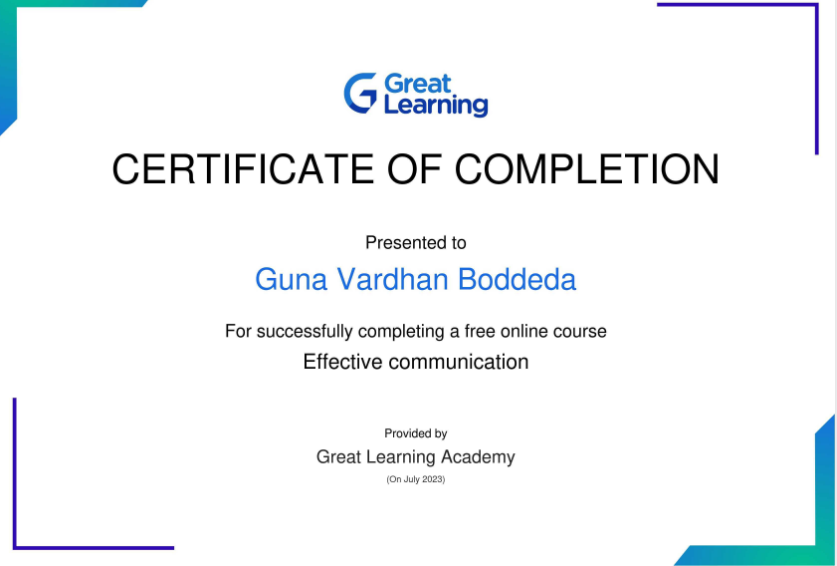 Great
Learning
CERTIFICATE OF COMPLETION
Presented to
Guna Vardhan Boddeda
For successfully completing a free online course
Effective communication
Provided by
Great Learning Academy
(On July 2023)